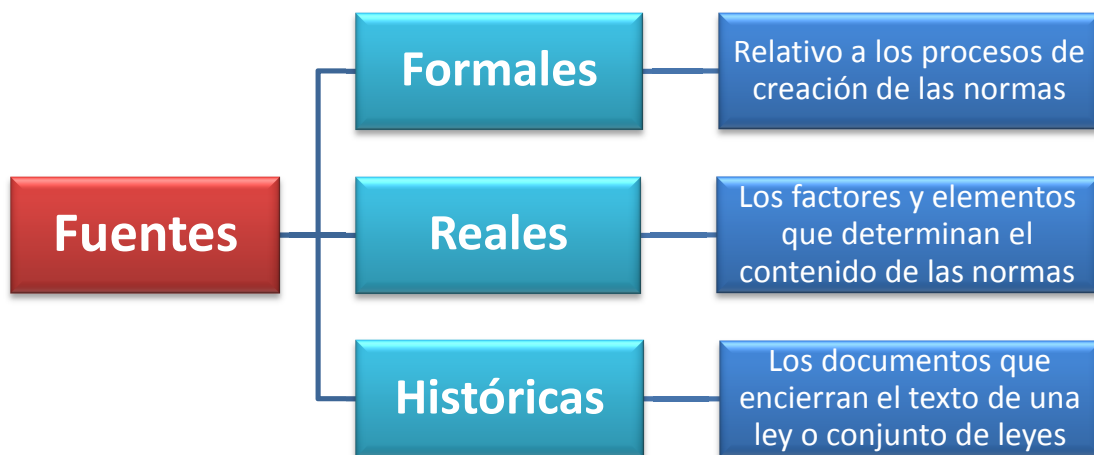 Fuentes
Formales
Relativo a los procesos de
creación de las normas
Reales
Los factores y elementos
que determinan el
contenido de las normas
Históricas
Los documentos que
encierran el texto de una
ley o conjunto de leyes